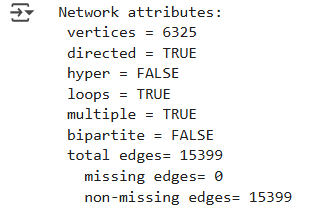 Network attributes:
vertices = 6325
directed = TRUE
hyper = FALSE
loops = TRUE
multiple = TRUE
bipartite = FALSE
total edges= 15399
missing edges= 0
non-missing edges= 15399